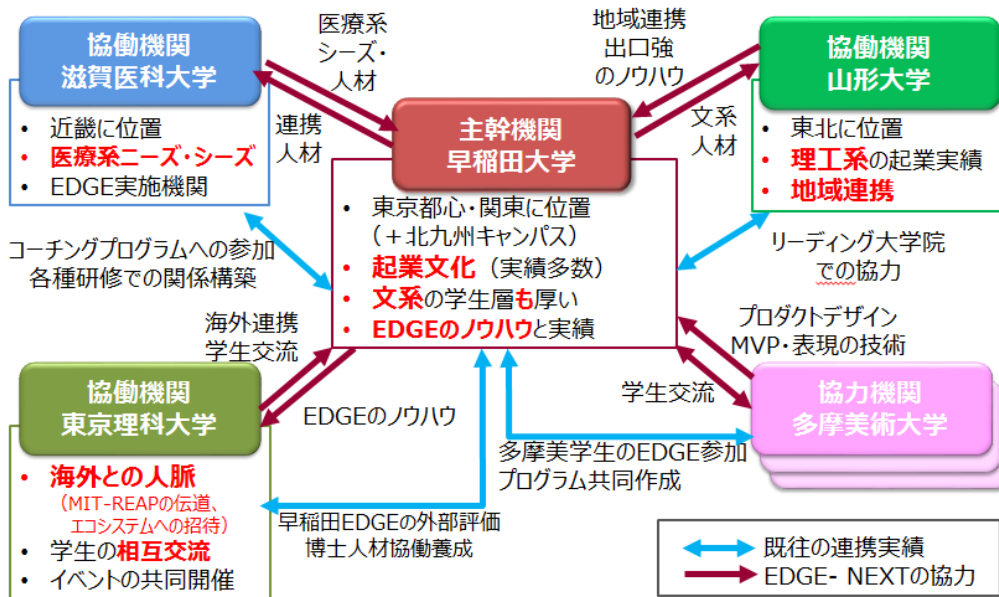 協働機関
滋賀医科大学
• 近畿に位置
• 医療系ニーズ・シーズ
• EDGE実施機関
医療系
シーズ・
人材
連携
人材
主幹機関
早稲田大学
• 東京都心・関東に位置
（＋北九州キャンパス）
• 起業文化（実績多数）
• 文系の学生層も厚い
• EDGEのノウハウと実績
地域連携
出口強
のノウハウ
文系
人材
協働機関
山形大学
• 東北に位置
• 理工系の起業実績
• 地域連携
コーチングプログラムへの参加
各種研修での関係構築
リーディング大学院
での協力
海外連携
学生交流
EDGEのノウハウ
プロダクトデザイン
MVP・表現の技術
学生交流
協働機関
東京理科大学
• 海外との人脈
（MIT-REAPの伝道、
エコシステムへの招待）
• 学生の相互交流
• イベントの共同開催
協力機関
多摩美術大学
多摩美学生のEDGE参加
プログラム共同作成
早稲田EDGEの外部評価
博士人材協働養成
既往の連携実績
EDGE- NEXTの協力